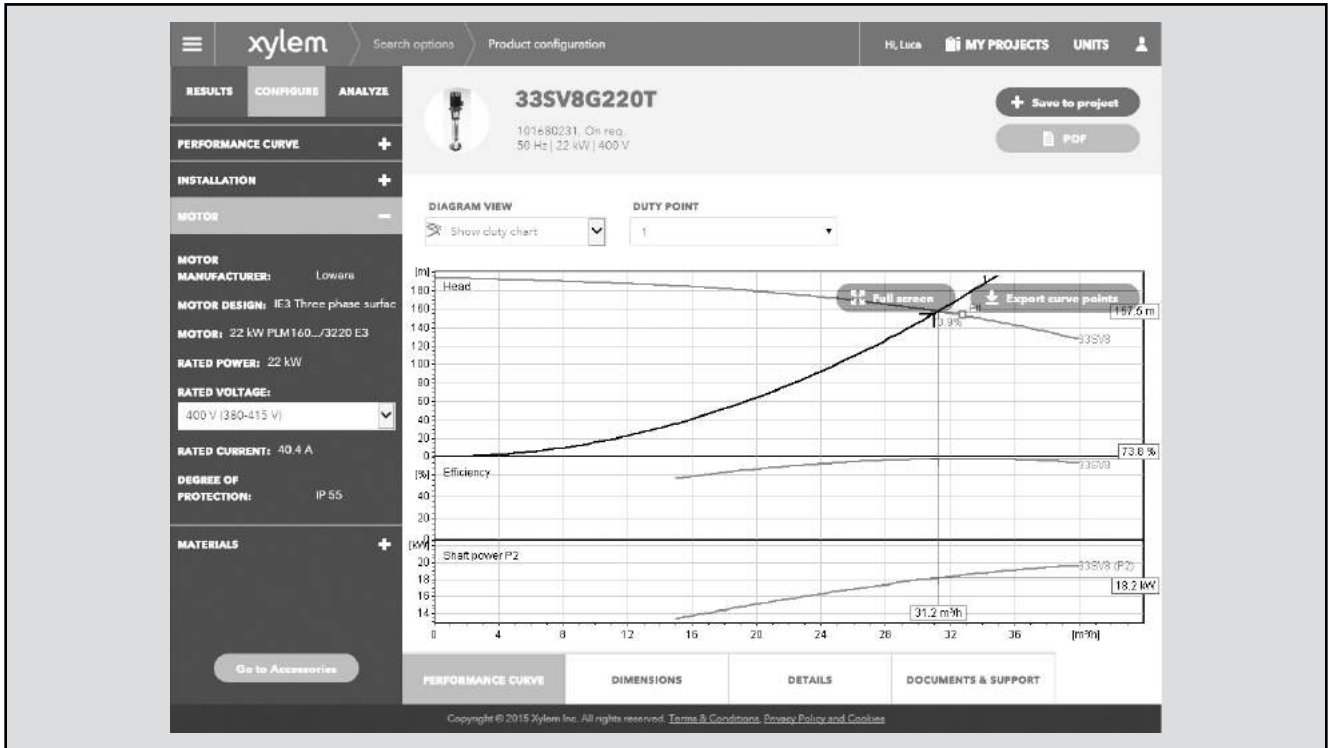 xylem
Search options
Product configuration
Hi, Luca
MY PROJECTS
UNITS
RESULTS
CONFIGURE
ANALYZE
PERFORMANCE CURVE
INSTALLATION
MOTOR
MOTOR
MANUFACTURER: Lowara
MOTOR DESIGN: IE3 Three phase surfac
MOTOR: 22 kW PLM160.../3220 E3
RATED POWER: 22 kW
RATED VOLTAGE:
400 V (380-415 V)
RATED CURRENT: 40.4 A
DEGREE OF
PROTECTION: IP 55
MATERIALS
Go to Accessories
33SV8G220T
101680231, On req.
50 Hz | 22 kW | 400 V
Save to project
PDF
DIAGRAM VIEW
Show duty chart
DUTY POINT
1
[m]
Head
180
160
140
120
100
80
60
40
20
0
Full screen
Export curve points
157.5 m
3.9%
33SV8
73.8 %
[%]
Efficiency
33SV8
40
20
0
[kW]
Shaft power P2
20
18
16
14
33SV8 (P2)
18.2 kW
31.2 m³/h
0 4 8 12 16 20 24 28 32 36 [m³/h]
PERFORMANCE CURVE
DIMENSIONS
DETAILS
DOCUMENTS & SUPPORT
Copyright © 2015 Xylem Inc. All rights reserved. Terms & Conditions, Privacy Policy and Cookies